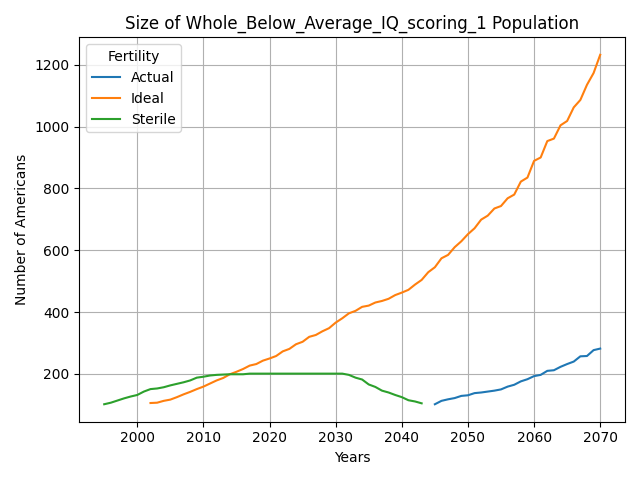 Size of Whole_Below_Average_IQ_scoring_1 Population
Fertility
Actual
Ideal
Sterile
Number of Americans
1200
1000
800
600
400
200
2000 2010 2020 2030 2040 2050 2060 2070
Years